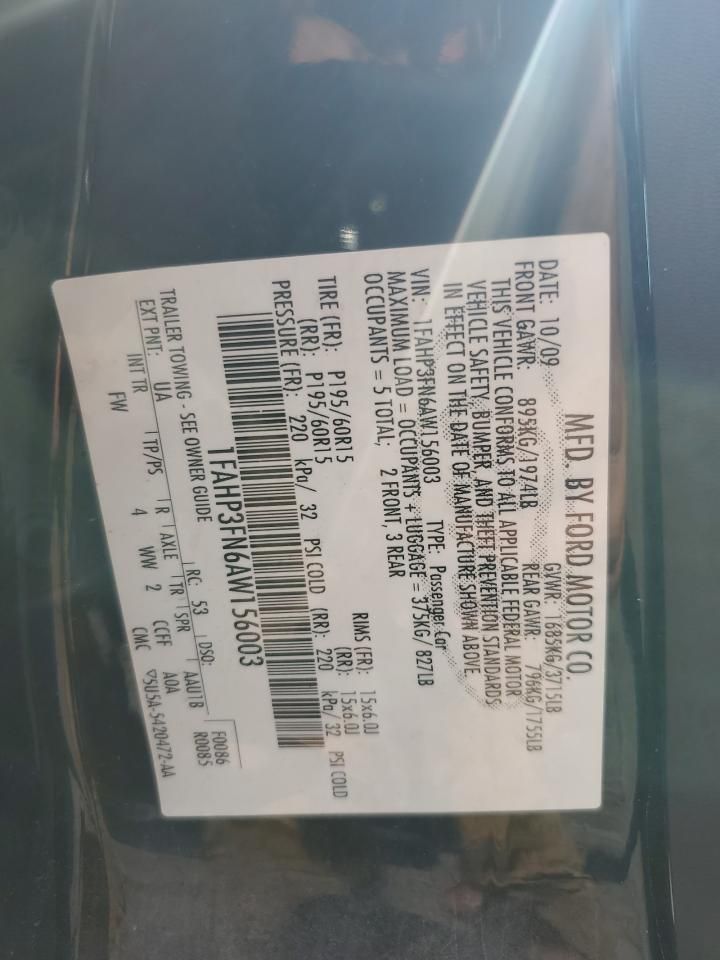 MFD. BY FORD MOTOR CO.
DATE: 10/09 GVWR: 1685KG/3715LB
FRONT GAWR: 895KG/1974LB REAR GAWR: 796KG/1755LB
THIS VEHICLE CONFORMS TO ALL APPLICABLE FEDERAL MOTOR
VEHICLE SAFETY, BUMPER, AND THEFT PREVENTION STANDARDS
IN EFFECT ON THE DATE OF MANUFACTURE SHOWN ABOVE.
VIN: 1FAHP3FN6AW156003 TYPE: Passenger Car
MAXIMUM LOAD = OCCUPANTS + LUGGAGE = 375KG/ 827LB
OCCUPANTS = 5 TOTAL, 2 FRONT, 3 REAR
TIRE (FR): P195/60R15 RIMS (FR): 15x6.0J
(RR): P195/60R15 (RR): 15x6.0J
PRESSURE (FR): 220 kPa/ 32 PSI COLD (RR): 220 kPa/ 32 PSI COLD
1FAHP3FN6AW156003
TRAILER TOWING - SEE OWNER GUIDE
RC: 53 DSO: F0086
EXT PNT: UA AAU1B R0085
INT TR TP/PS R AXLE TR SPR
FW 4 WW 2 CCFF AOA
CMC ▽5U5A-5420472-AA